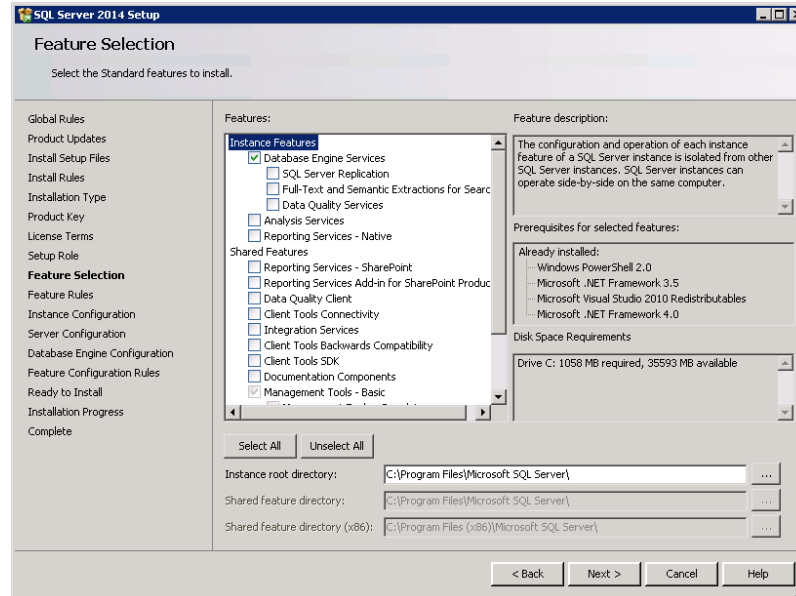 SQL Server 2014 Setup
Feature Selection
Select the Standard features to install.
Global Rules
Product Updates
Install Setup Files
Install Rules
Installation Type
Product Key
License Terms
Setup Role
Feature Selection
Feature Rules
Instance Configuration
Server Configuration
Database Engine Configuration
Feature Configuration Rules
Ready to Install
Installation Progress
Complete
Features:
Instance Features
Database Engine Services
SQL Server Replication
Full-Text and Semantic Extractions for Searc
Data Quality Services
Analysis Services
Reporting Services - Native
Shared Features
Reporting Services - SharePoint
Reporting Services Add-in for SharePoint Produc
Data Quality Client
Client Tools Connectivity
Integration Services
Client Tools Backwards Compatibility
Client Tools SDK
Documentation Components
Management Tools - Basic
Feature description:
The configuration and operation of each instance
feature of a SQL Server instance is isolated from other
SQL Server instances. SQL Server instances can
operate side-by-side on the same computer.
Prerequisites for selected features:
Already installed:
Windows PowerShell 2.0
Microsoft .NET Framework 3.5
Microsoft Visual Studio 2010 Redistributables
Microsoft .NET Framework 4.0
Disk Space Requirements
Drive C: 1058 MB required, 35593 MB available
Select All
Unselect All
Instance root directory:
C:\Program Files\Microsoft SQL Server\
...
Shared feature directory:
C:\Program Files\Microsoft SQL Server\
...
Shared feature directory (x86):
C:\Program Files (x86)\Microsoft SQL Server\
...
< Back
Next >
Cancel
Help